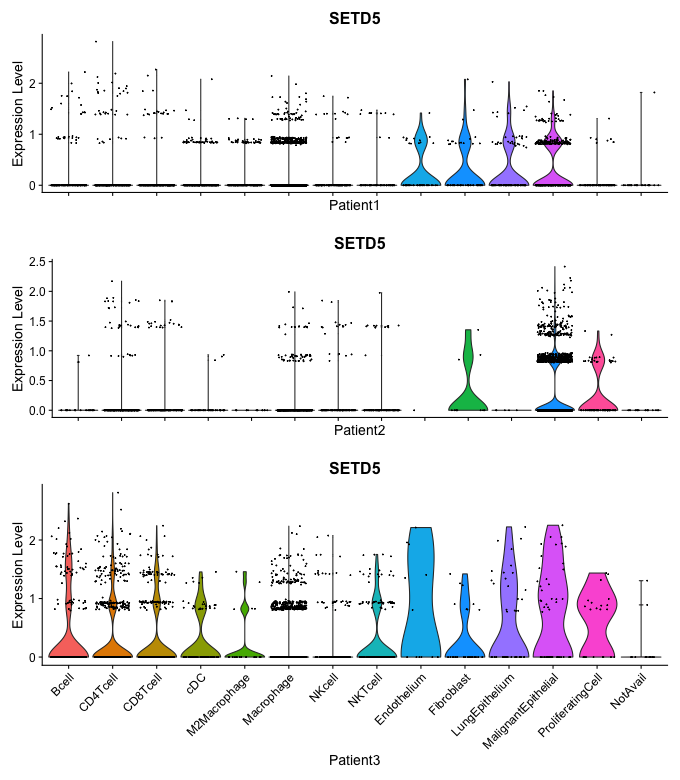 SETD5
Expression Level
2
1
0
Patient1
SETD5
Expression Level
2.5
2.0
1.5
1.0
0.5
0.0
Patient2
SETD5
Expression Level
2
1
0
Bcell
CD4Tcell
CD8Tcell
cDC
M2Macrophage
Macrophage
NKcell
NKTcell
Endothelium
Fibroblast
LungEpithelium
MalignantEpithelial
ProliferatingCell
NotAvail
Patient3